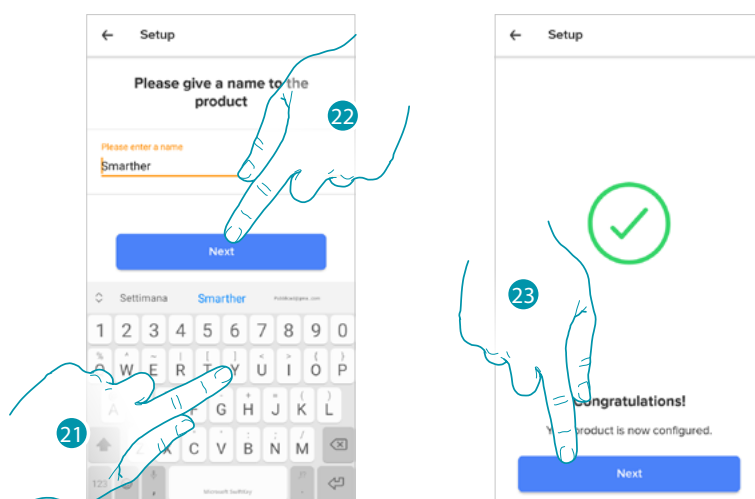 Setup
Please give a name to the
product
22
Please enter a name
Smarther
Next
Settimana Smarther
1 2 3 4 5 6 7 8 9 0
Q W E R T Y U I O P
A F G H J K L
X C V B N M
21
123
Microsoft SwiftKey
Setup
23
Congratulations!
Your product is now configured.
Next